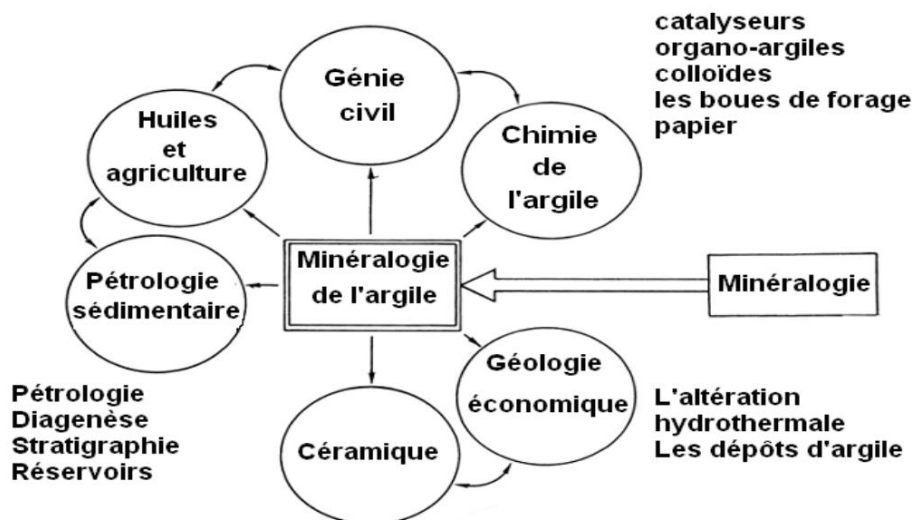 catalyseurs
organo-argiles
colloïdes
les boues de forage
papier
Génie
civil
Huiles
et
agriculture
Chimie
de
l'argile
Minéralogie
de l'argile
Minéralogie
Pétrologie
sédimentaire
Géologie
économique
Céramique
Pétrologie
Diagenèse
Stratigraphie
Réservoirs
L'altération
hydrothermale
Les dépôts d'argile